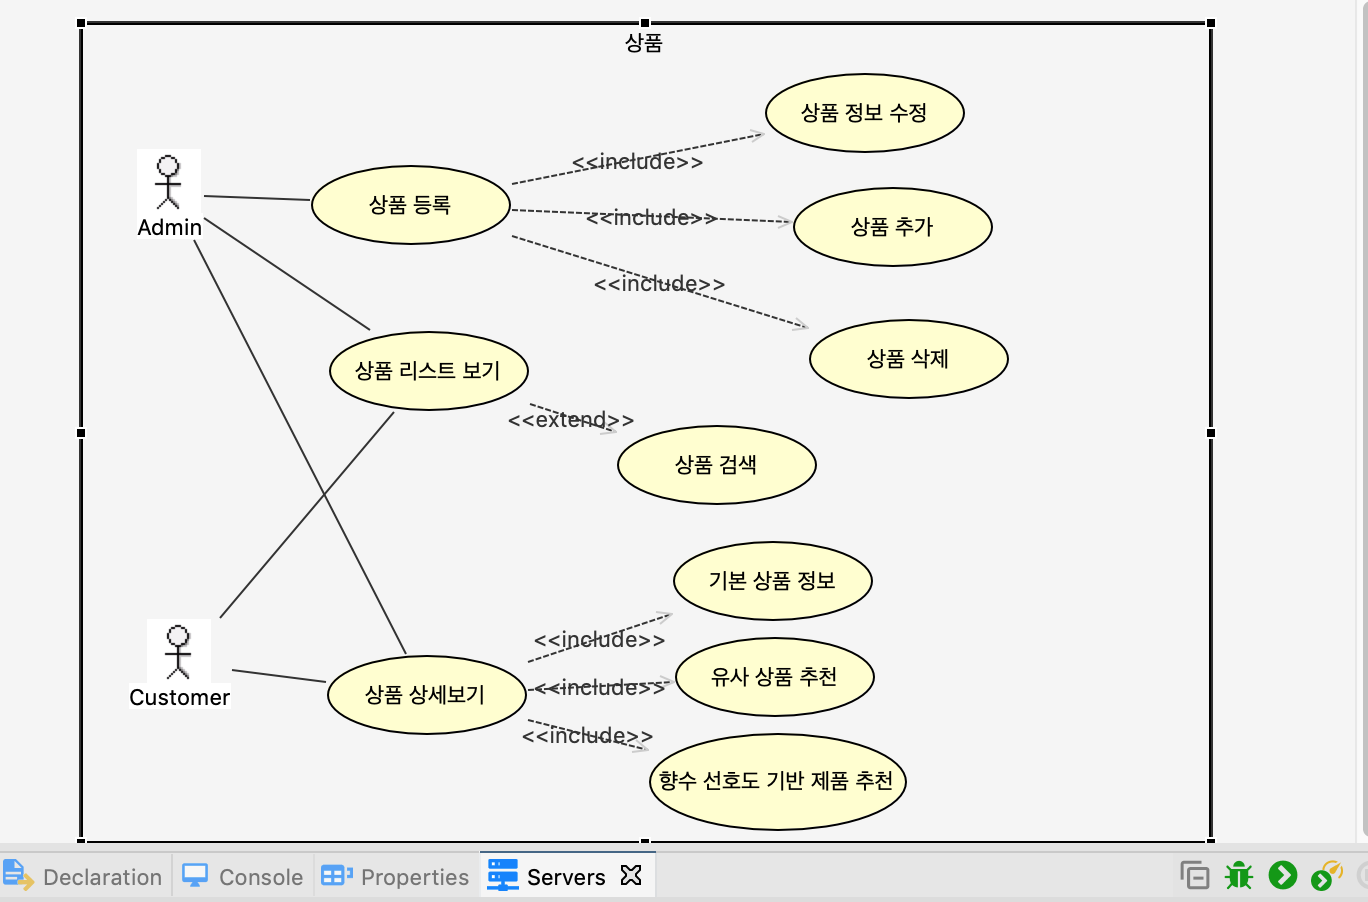 상품
상품 정보 수정
<<include>>
Admin
상품 등록
<<include>>
상품 추가
<<include>>
상품 리스트 보기
상품 삭제
<<extend>>
상품 검색
기본 상품 정보
<<include>>
유사 상품 추천
<<include>>
Customer
상품 상세보기
<<include>>
향수 선호도 기반 제품 추천
Declaration
Console
Properties
Servers